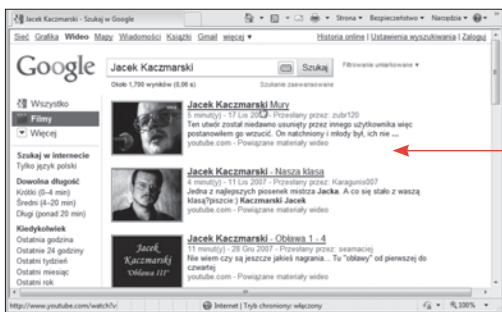 Jacek Kaczmarski - Szukaj w Google
Strona Bezpieczeństwo Narzędzia
Sieć Grafika Wideo Mapy Wiadomości Książki Gmail więcej ▼ Historia online | Ustawienia wyszukiwania | Zaloguj
Google Jacek Kaczmarski Szukaj Filtrowanie umiarkowane ▼
Około 1,700 wyników (0,06 s) Szukanie zaawansowane
Wszystko
Filmy
Więcej
Szukaj w internecie
Tylko język polski
Dowolna długość
Krótki (0–4 min)
Średni (4–20 min)
Długi (ponad 20 min)
Kiedykolwiek
Ostatnia godzina
Ostatnie 24 godziny
Ostatni tydzień
Ostatni miesiąc
Ostatni rok
Jacek Kaczmarski Mury
5 minut(y) - 17 Lis - Przesłany przez: zubr120
Ten utwór został niedawno usunięty przez innego użytkownika więc
postanowiłem go wrzucić. On natchniony i młody był, ich nie ...
youtube.com - Powiązane materiały wideo
Jacek Kaczmarski - Nasza klasa
4 minut(y) - 11 Lis 2007 - Przesłany przez: Karagunis007
Jedna z najlepszych piosenek mistrza Jacka. A co się stało z waszą
klasą?piszcie:) Kaczmarski Jacek
youtube.com - Powiązane materiały wideo
Jacek
Kaczmarski
'Obława III'
Jacek Kaczmarski - Obława 1 - 4
11 minut(y) - 28 Gru 2007 - Przesłany przez: seamaciej
Nie wiem czy są jeszcze jakieś nagrania... Tu "obławy" od pierwszej do
czwartej
youtube.com - Powiązane materiały wideo
http://www.youtube.com/watch?v: Internet | Tryb chroniony: włączony 100%